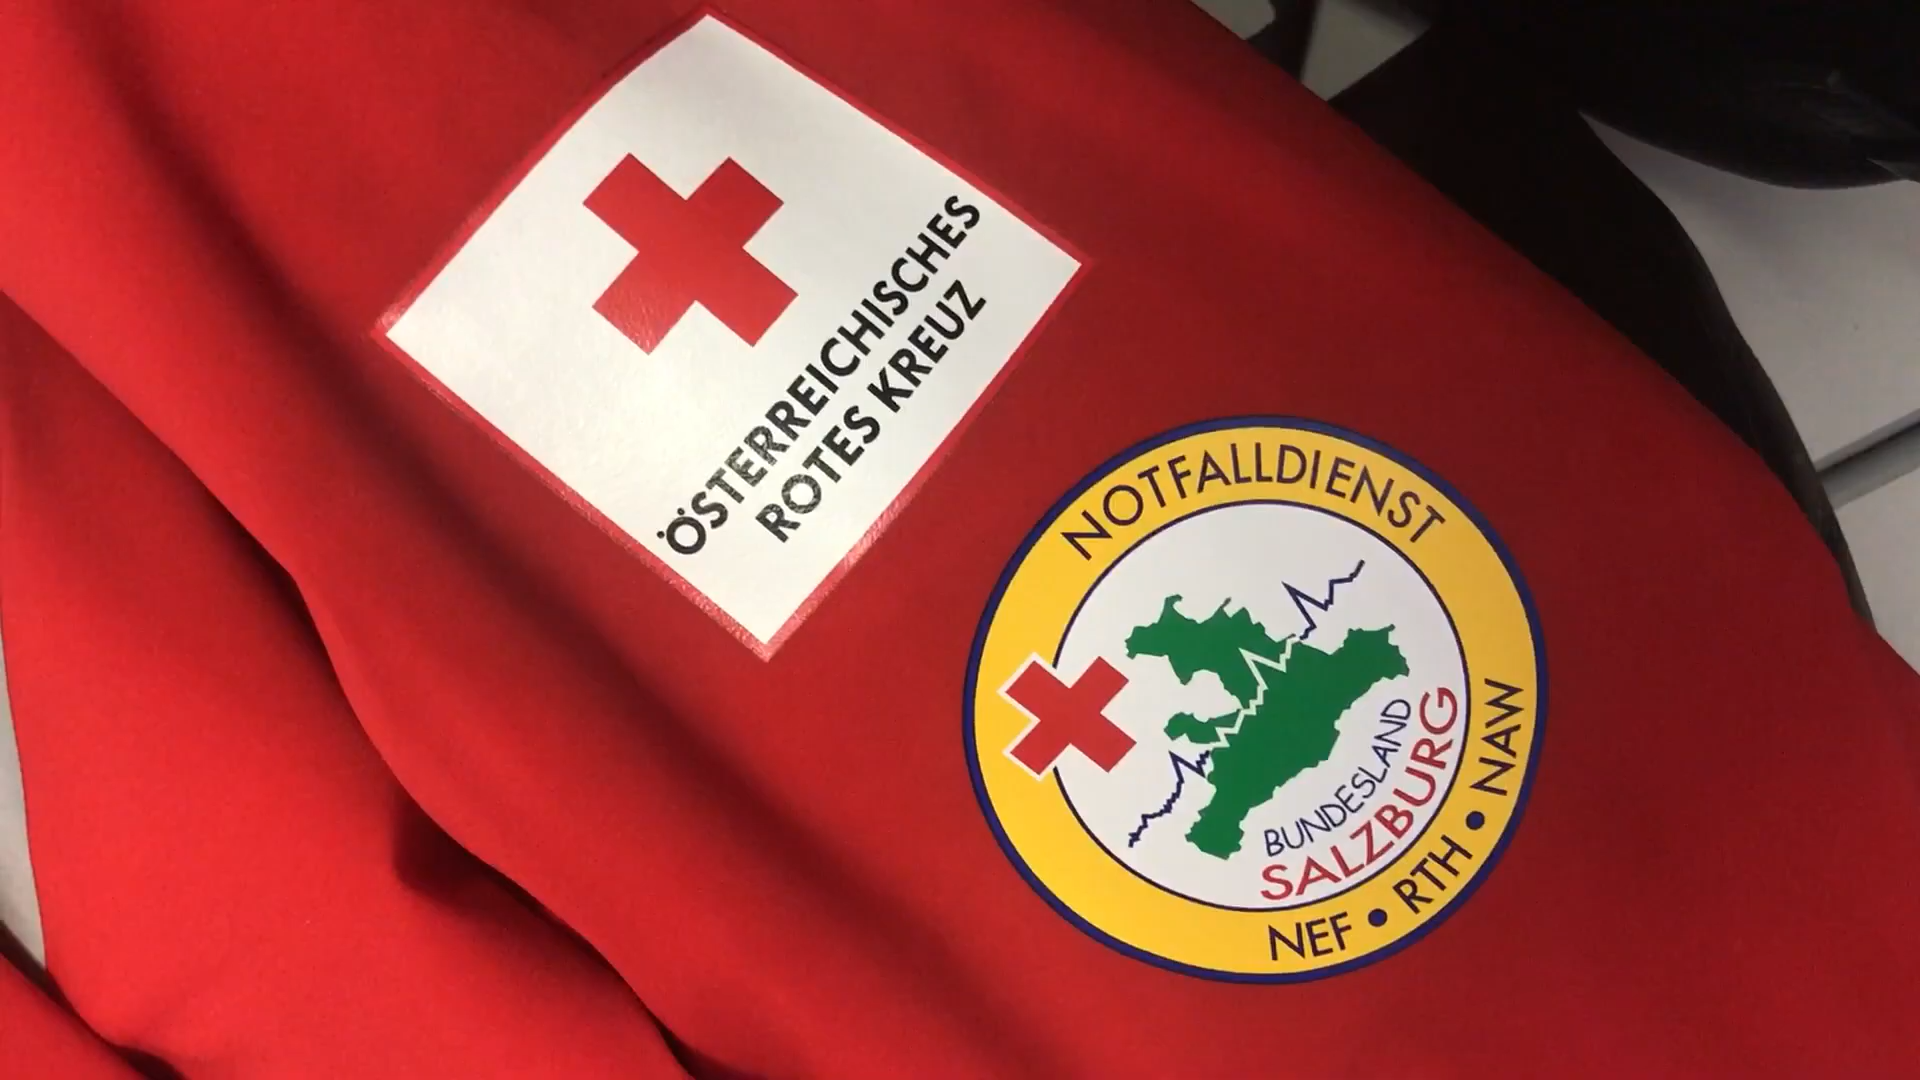 ÖSTERREICHISCHES
ROTES KREUZ
NOTFALLDIENST
BUNDESLAND
SALZBURG
NEF • RTH • NAW